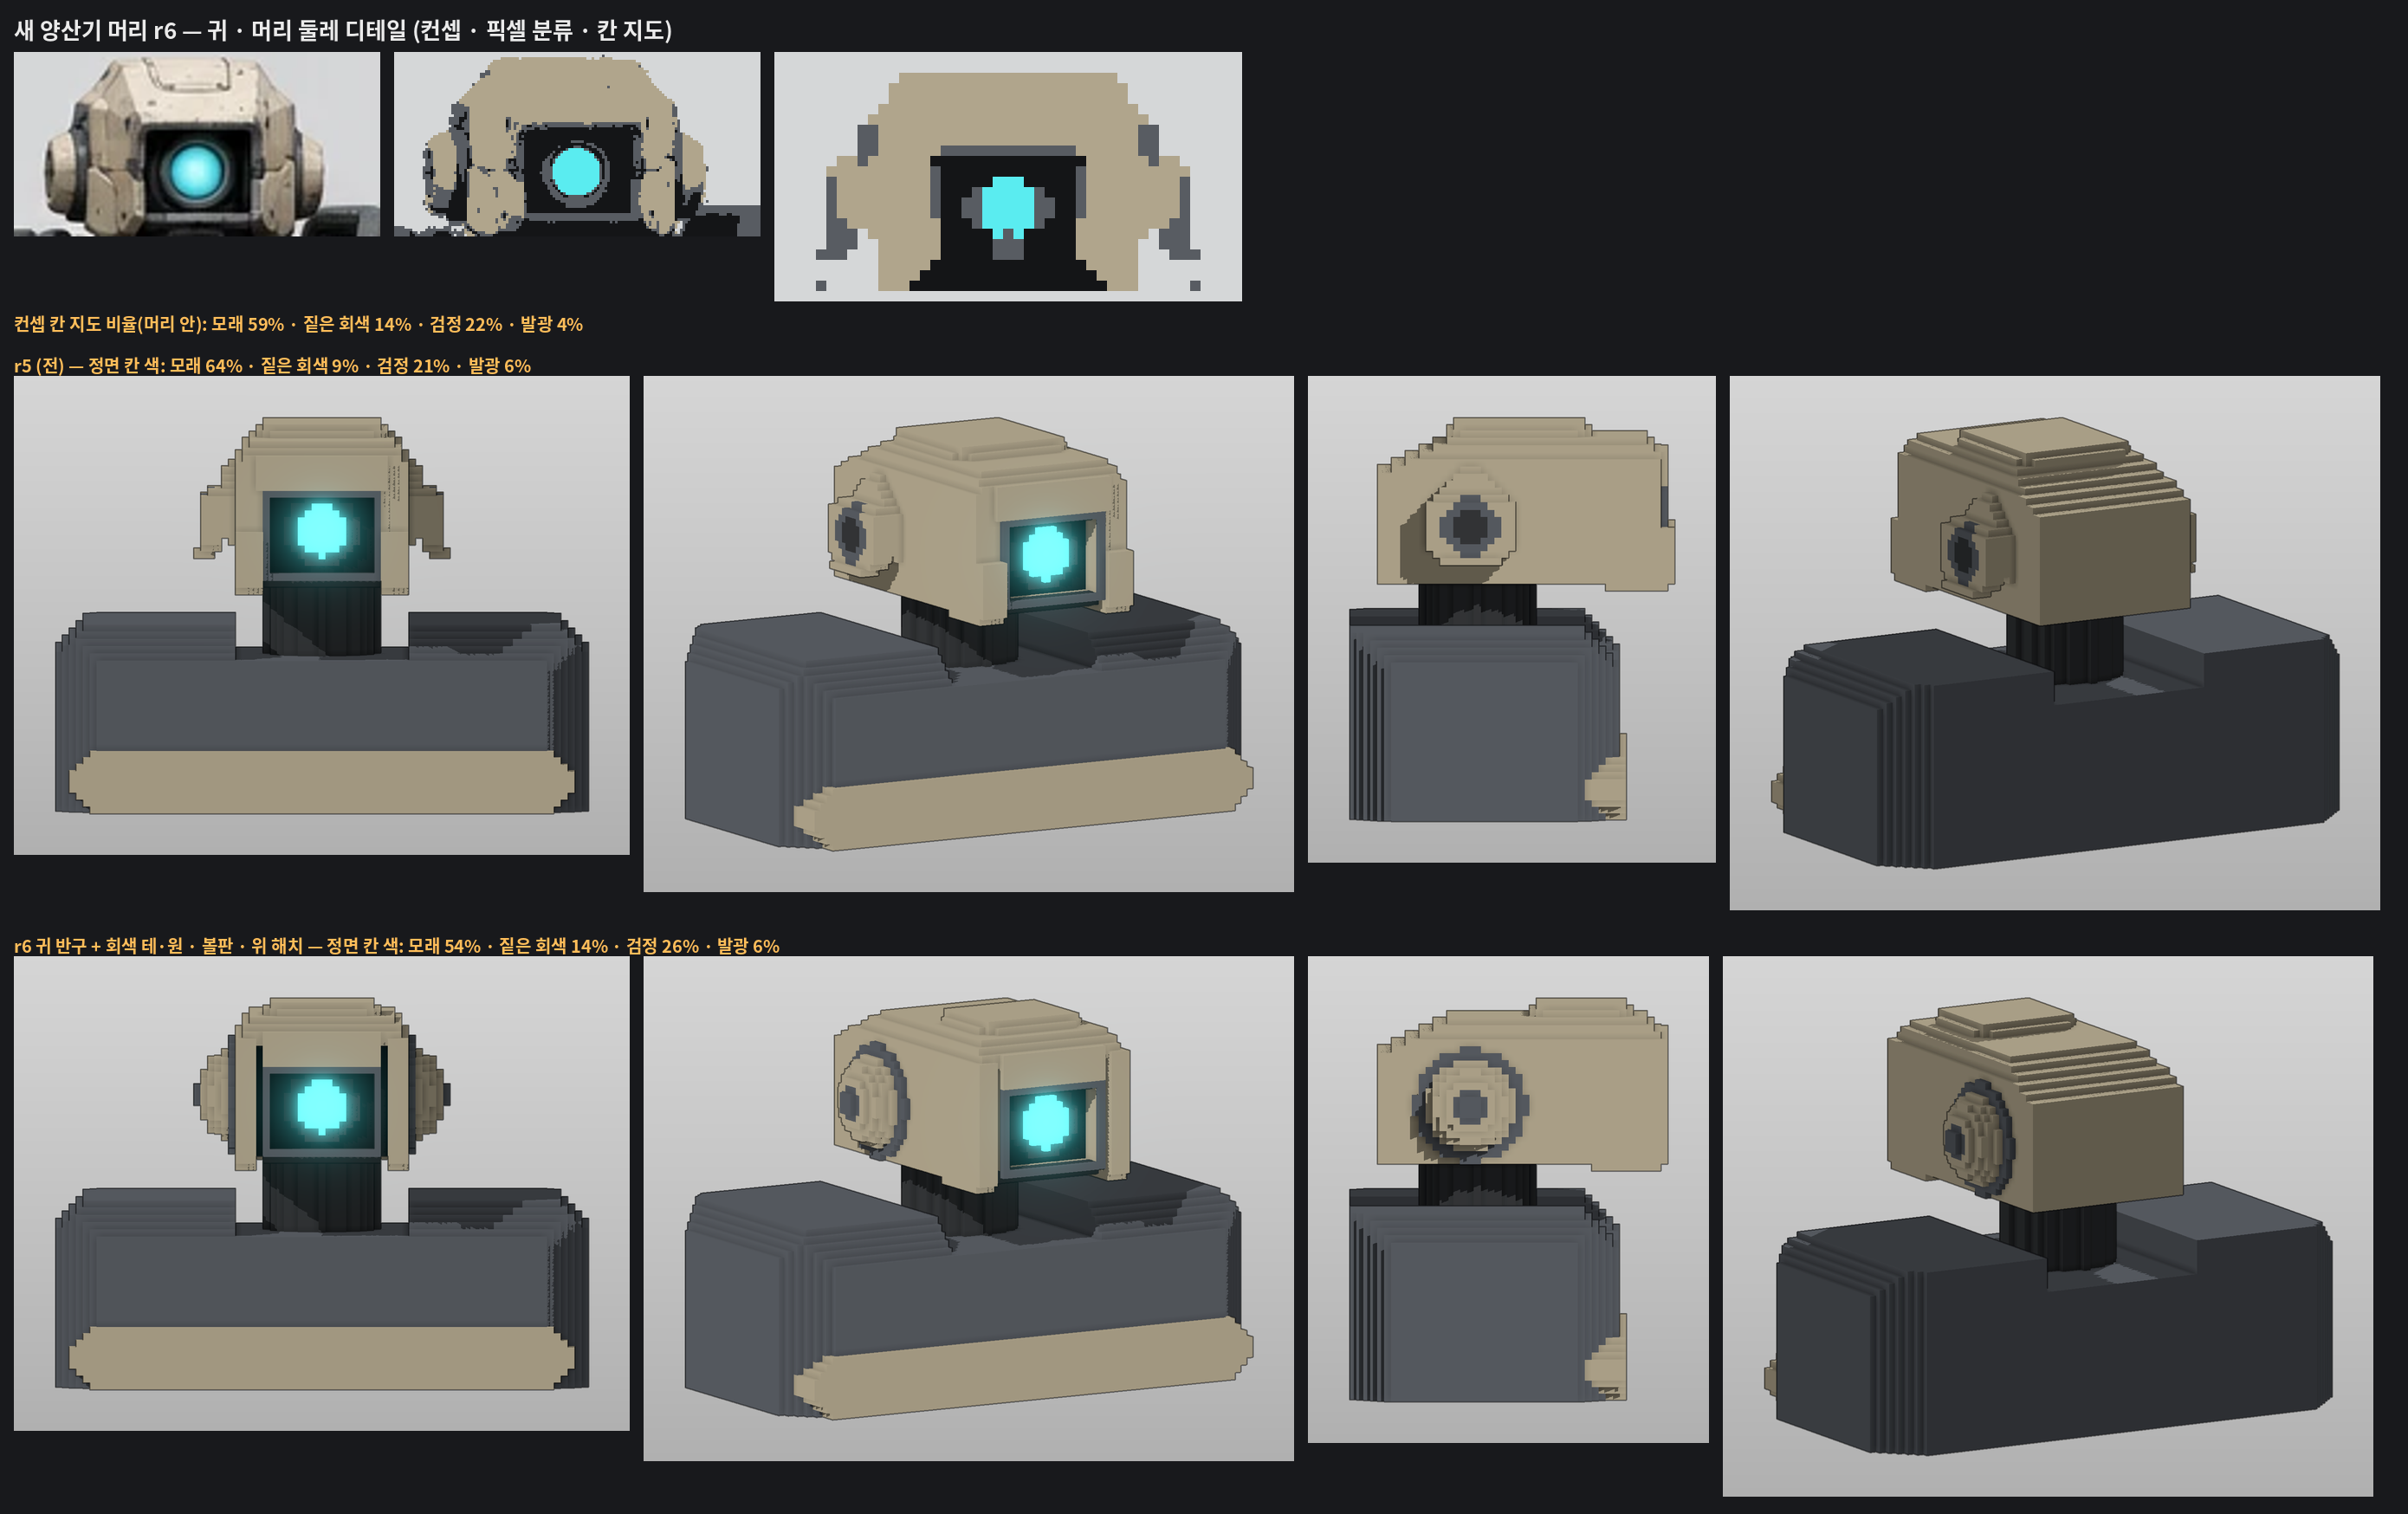 새 양산기 머리 r6 — 귀 · 머리 둘레 디테일 (컨셉 · 픽셀 분류 · 칸 지도)
컨셉 칸 지도 비율(머리 안): 모래 59% · 짙은 회색 14% · 검정 22% · 발광 4%
r5 (전) — 정면 칸 색: 모래 64% · 짙은 회색 9% · 검정 21% · 발광 6%
r6 귀 반구 + 회색 테·원 · 볼판 · 위 해치 — 정면 칸 색: 모래 54% · 짙은 회색 14% · 검정 26% · 발광 6%